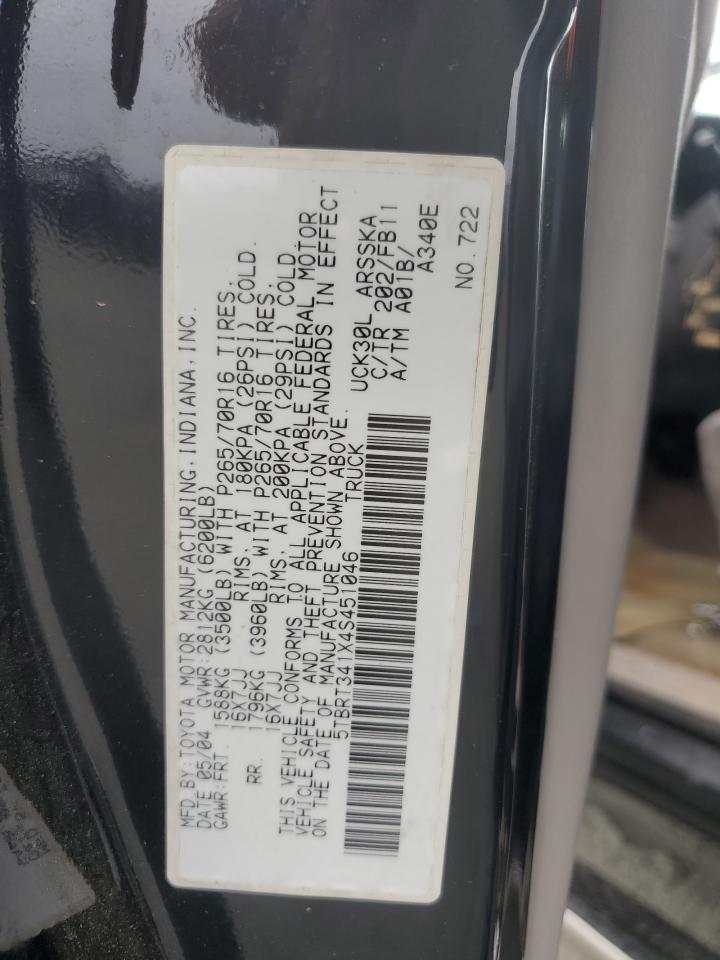 MFD. BY: TOYOTA MOTOR MANUFACTURING, INDIANA, INC.
DATE 05/04 GVWR: 2812KG (6200LB)
GAWR: FRT. 1588KG (3500LB) WITH P265/70R16 TIRES,
16X7JJ RIMS, AT 180KPA (26PSI) COLD.
RR. 1796KG (3960LB) WITH P265/70R16 TIRES,
16X7JJ RIMS, AT 200KPA (29PSI) COLD.
THIS VEHICLE CONFORMS TO ALL APPLICABLE FEDERAL MOTOR
VEHICLE SAFETY AND THEFT PREVENTION STANDARDS IN EFFECT
ON THE DATE OF MANUFACTURE SHOWN ABOVE.
5TBRT341X4S451046 TRUCK
UCK30L ARSSKA
C/TR 202/FB11
A/TM A01B/
A340E
NO. 722